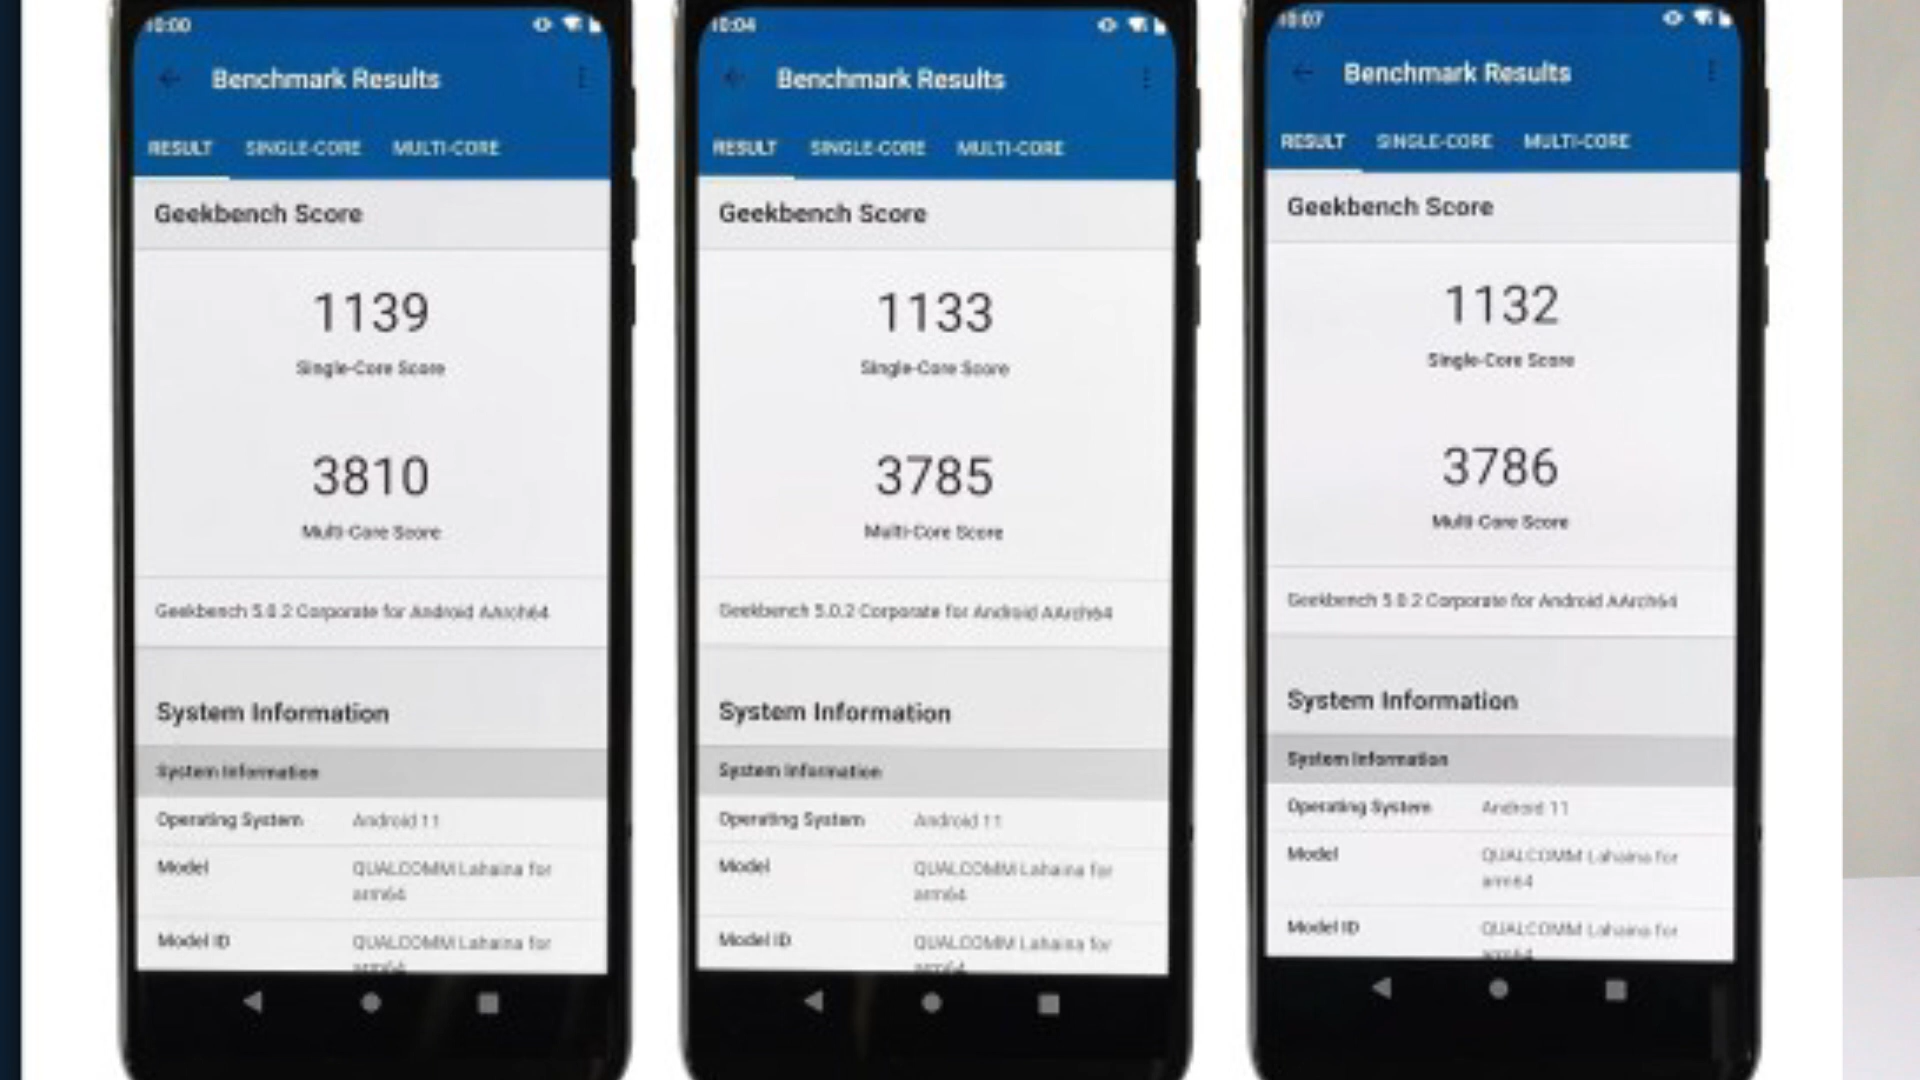 10:00
Benchmark Results
RESULT SINGLE-CORE MULTI-CORE
Geekbench Score
1139
Single-Core Score
3810
Multi-Core Score
Geekbench 5.0.2 Corporate for Android AArch64
System Information
System Information
Operating System Android 11
Model QUALCOMM Lahaina for
arm64
Model ID QUALCOMM Lahaina for
arm64
10:04
Benchmark Results
RESULT SINGLE-CORE MULTI-CORE
Geekbench Score
1133
Single-Core Score
3785
Multi-Core Score
Geekbench 5.0.2 Corporate for Android AArch64
System Information
System Information
Operating System Android 11
Model QUALCOMM Lahaina for
arm64
Model ID QUALCOMM Lahaina for
arm64
10:07
Benchmark Results
RESULT SINGLE-CORE MULTI-CORE
Geekbench Score
1132
Single-Core Score
3786
Multi-Core Score
Geekbench 5.0.2 Corporate for Android AArch64
System Information
System Information
Operating System Android 11
Model QUALCOMM Lahaina for
arm64
Model ID QUALCOMM Lahaina for
arm64